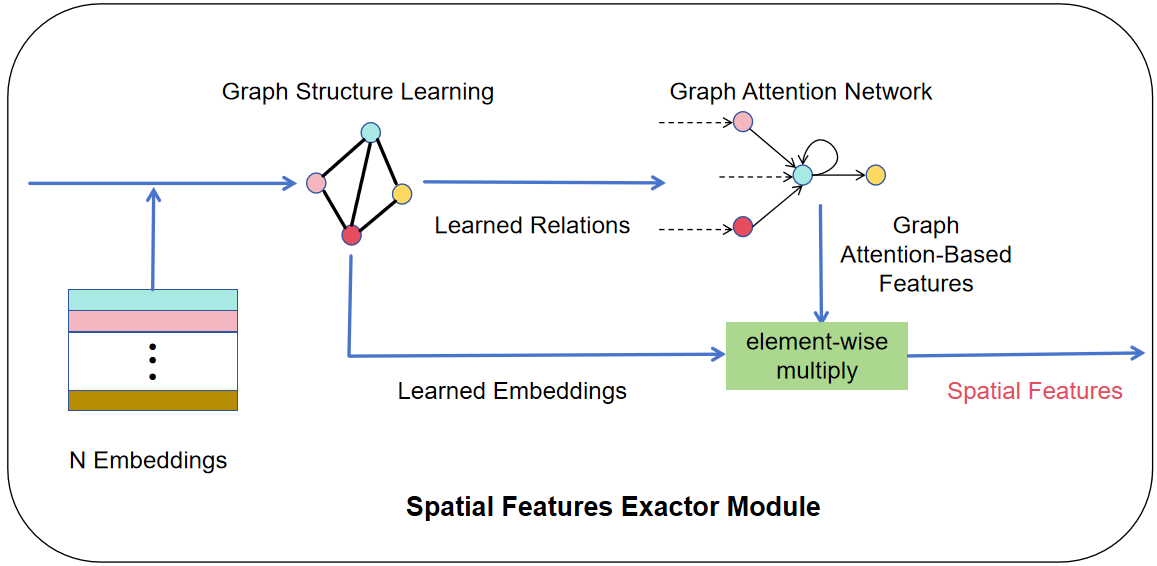 Graph Structure Learning
Graph Attention Network
Learned Relations
Graph
Attention-Based
Features
element-wise
multiply
Learned Embeddings
Spatial Features
N Embeddings
Spatial Features Exactor Module